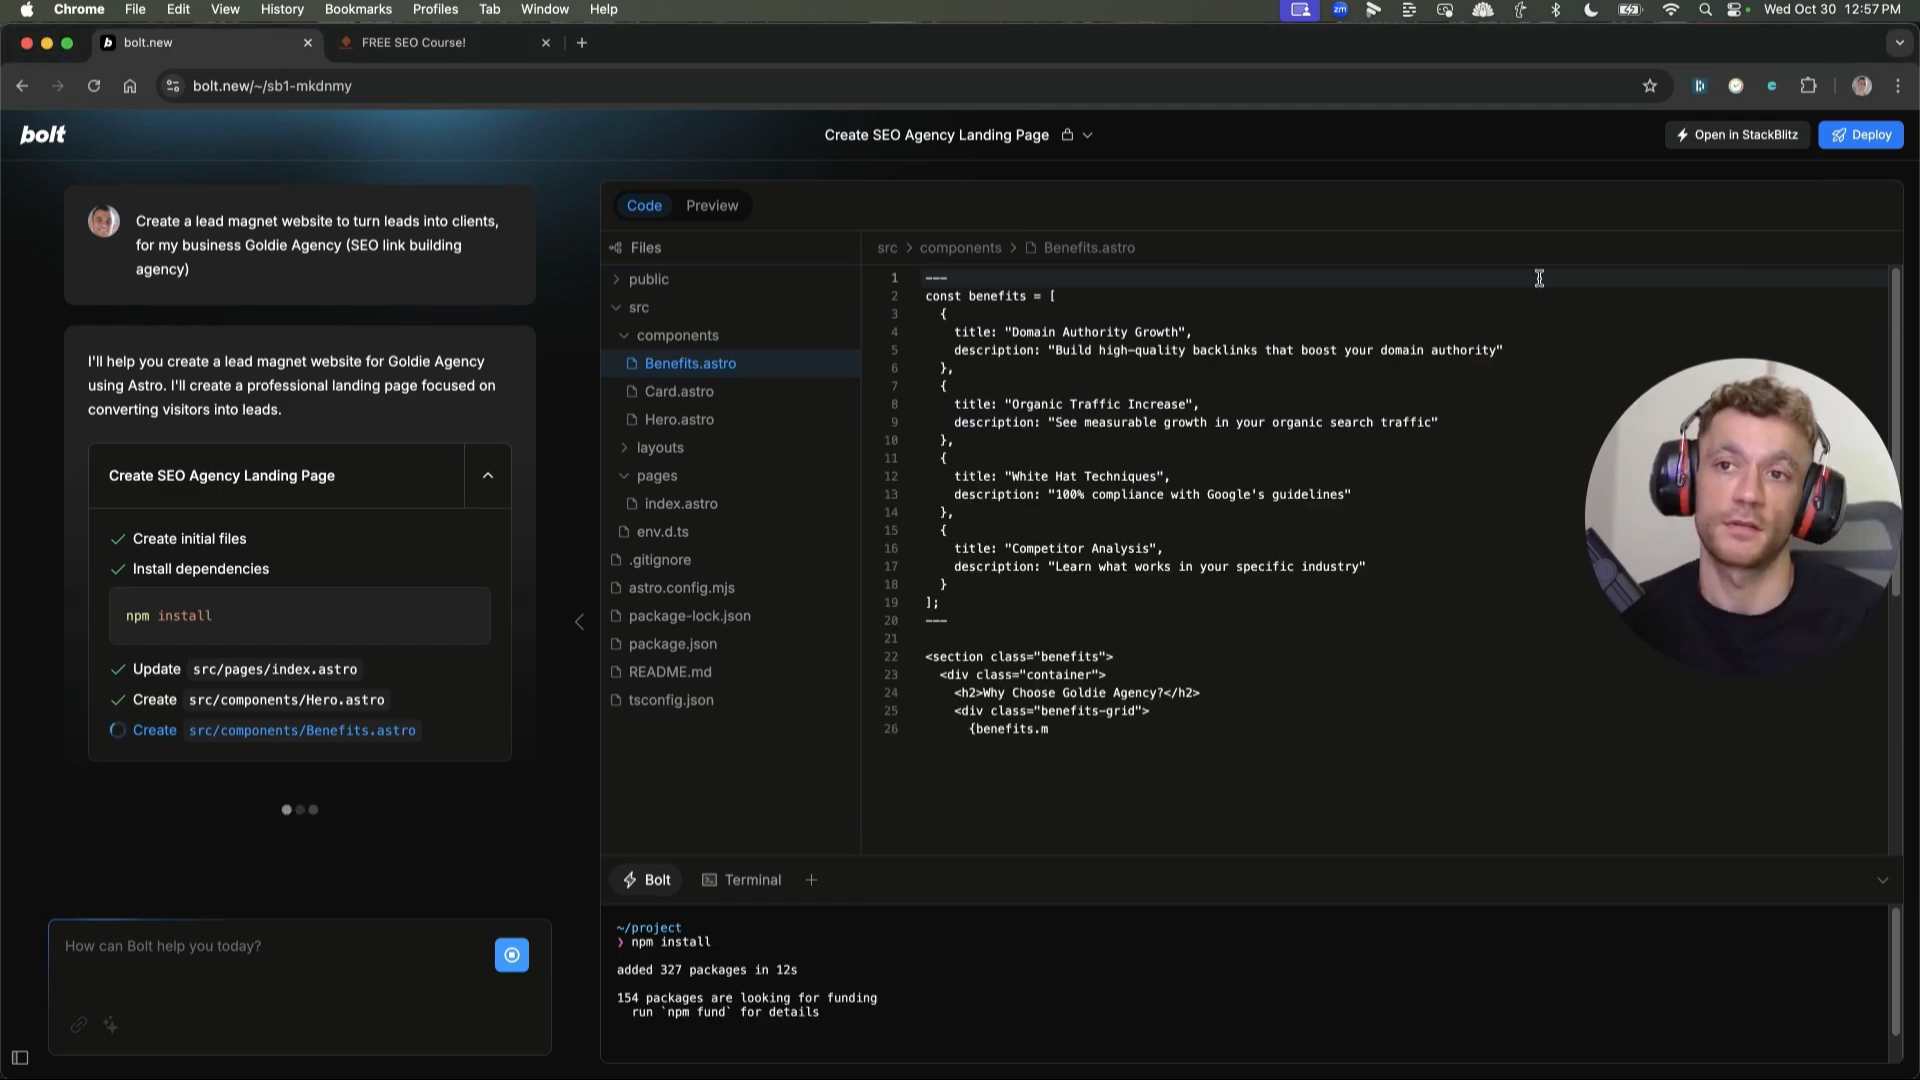 Chrome File Edit View History Bookmarks Profiles Tab Window Help
zm
Wed Oct 30 12:57 PM
b bolt.new
FREE SEO Course!
bolt.new/~/sb1-mkdnmy
bolt
Create SEO Agency Landing Page
Open in StackBlitz
Deploy
Create a lead magnet website to turn leads into clients,
for my business Goldie Agency (SEO link building
agency)
I'll help you create a lead magnet website for Goldie Agency
using Astro. I'll create a professional landing page focused on
converting visitors into leads.
Create SEO Agency Landing Page
Create initial files
Install dependencies
npm install
Update src/pages/index.astro
Create src/components/Hero.astro
Create src/components/Benefits.astro
How can Bolt help you today?
Code
Preview
Files
public
src
components
Benefits.astro
Card.astro
Hero.astro
layouts
pages
index.astro
env.d.ts
.gitignore
astro.config.mjs
package-lock.json
package.json
README.md
tsconfig.json
src > components > Benefits.astro
1 ---
2 const benefits = [
3 {
4 title: "Domain Authority Growth",
5 description: "Build high-quality backlinks that boost your domain authority"
6 },
7 {
8 title: "Organic Traffic Increase",
9 description: "See measurable growth in your organic search traffic"
10 },
11 {
12 title: "White Hat Techniques",
13 description: "100% compliance with Google's guidelines"
14 },
15 {
16 title: "Competitor Analysis",
17 description: "Learn what works in your specific industry"
18 }
19 ];
20 ---
21
22 <section class="benefits">
23 <div class="container">
24 <h2>Why Choose Goldie Agency?</h2>
25 <div class="benefits-grid">
26 {benefits.m
Bolt
Terminal
~/project
❯ npm install
added 327 packages in 12s
154 packages are looking for funding
run `npm fund` for details